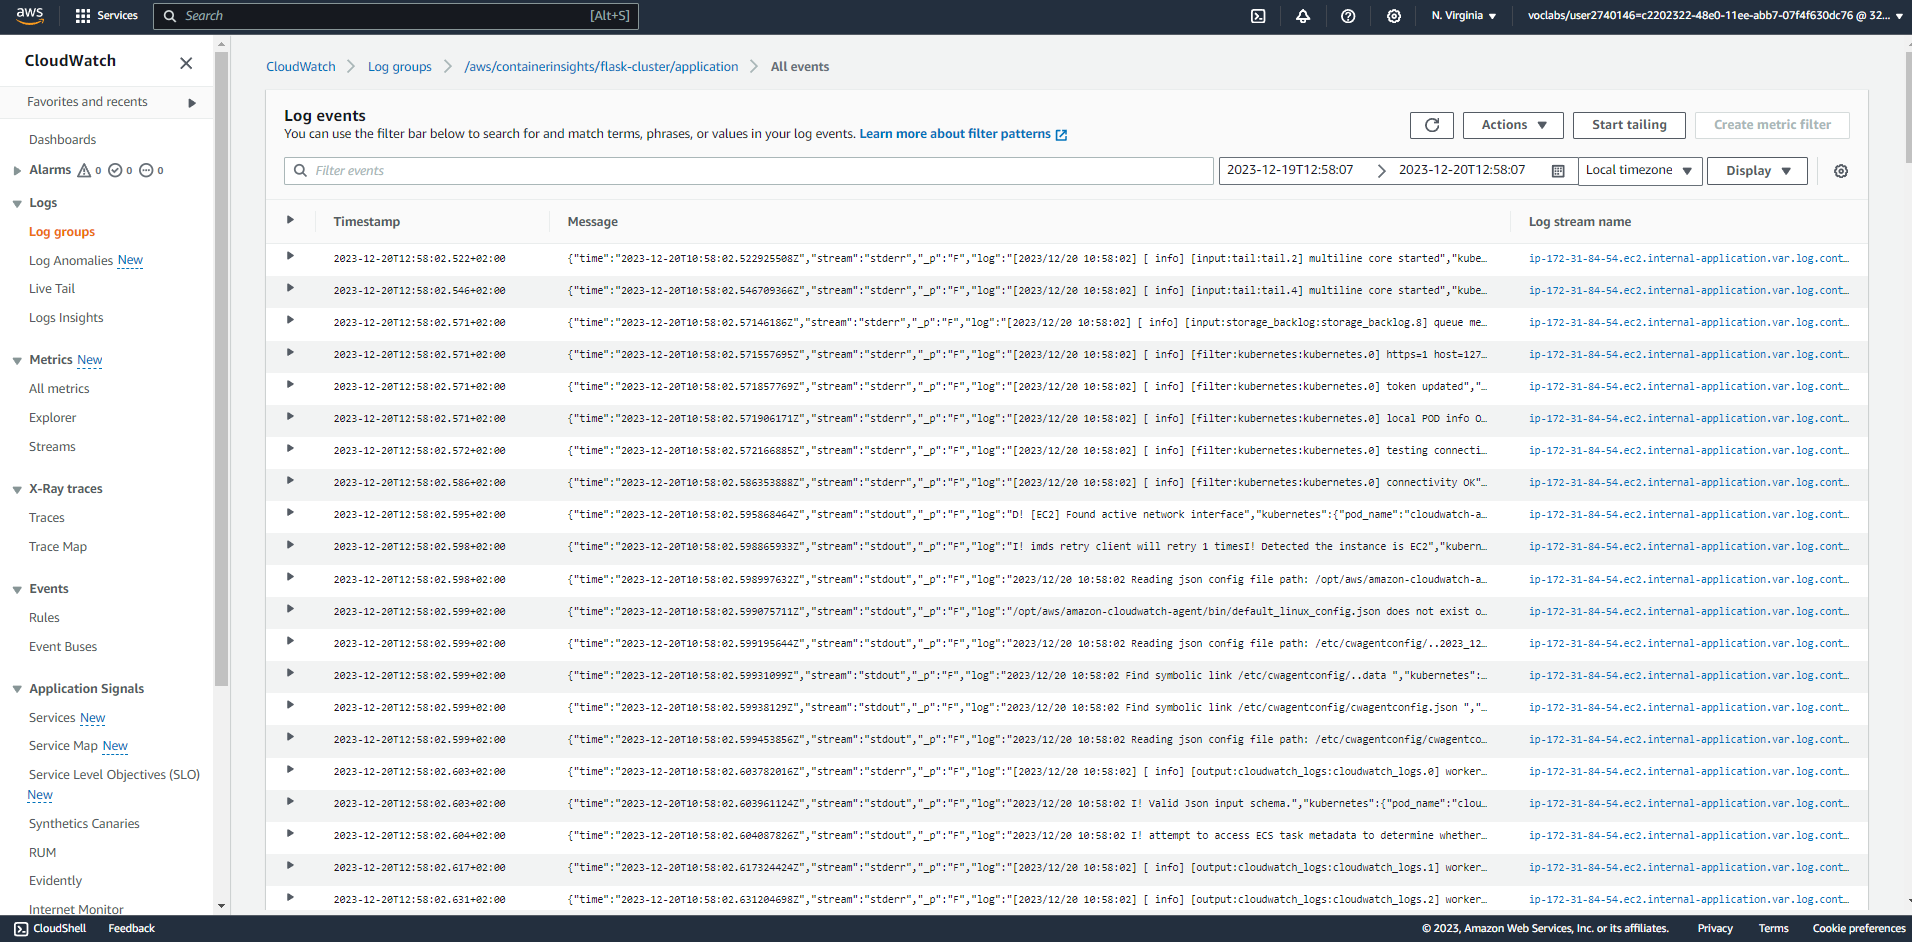 aws
Services
Search
[Alt+S]
N. Virginia
voclabs/user2740146=c2202322-48e0-11ee-abb7-07f4f630dc76 @ 32...
CloudWatch
Favorites and recents
Dashboards
Alarms 0 0 0
Logs
Log groups
Log Anomalies New
Live Tail
Logs Insights
Metrics New
All metrics
Explorer
Streams
X-Ray traces
Traces
Trace Map
Events
Rules
Event Buses
Application Signals
Services New
Service Map New
Service Level Objectives (SLO)
New
Synthetics Canaries
RUM
Evidently
Internet Monitor
CloudWatch > Log groups > /aws/containerinsights/flask-cluster/application > All events
Log events
You can use the filter bar below to search for and match terms, phrases, or values in your log events. Learn more about filter patterns
Actions
Start tailing
Create metric filter
Filter events
2023-12-19T12:58:07 > 2023-12-20T12:58:07
Local timezone
Display
Timestamp Message Log stream name
2023-12-20T12:58:02.522+02:00 {"time":"2023-12-20T10:58:02.522925508Z","stream":"stderr","_p":"F","log":"[2023/12/20 10:58:02] [ info] [input:tail:tail.2] multiline core started","kube… ip-172-31-84-54.ec2.internal-application.var.log.cont…
2023-12-20T12:58:02.546+02:00 {"time":"2023-12-20T10:58:02.546709366Z","stream":"stderr","_p":"F","log":"[2023/12/20 10:58:02] [ info] [input:tail:tail.4] multiline core started","kube… ip-172-31-84-54.ec2.internal-application.var.log.cont…
2023-12-20T12:58:02.571+02:00 {"time":"2023-12-20T10:58:02.57146186Z","stream":"stderr","_p":"F","log":"[2023/12/20 10:58:02] [ info] [input:storage_backlog:storage_backlog.8] queue me… ip-172-31-84-54.ec2.internal-application.var.log.cont…
2023-12-20T12:58:02.571+02:00 {"time":"2023-12-20T10:58:02.571557695Z","stream":"stderr","_p":"F","log":"[2023/12/20 10:58:02] [ info] [filter:kubernetes:kubernetes.0] https=1 host=127… ip-172-31-84-54.ec2.internal-application.var.log.cont…
2023-12-20T12:58:02.571+02:00 {"time":"2023-12-20T10:58:02.571857769Z","stream":"stderr","_p":"F","log":"[2023/12/20 10:58:02] [ info] [filter:kubernetes:kubernetes.0] token updated","… ip-172-31-84-54.ec2.internal-application.var.log.cont…
2023-12-20T12:58:02.571+02:00 {"time":"2023-12-20T10:58:02.571906171Z","stream":"stderr","_p":"F","log":"[2023/12/20 10:58:02] [ info] [filter:kubernetes:kubernetes.0] local POD info O… ip-172-31-84-54.ec2.internal-application.var.log.cont…
2023-12-20T12:58:02.572+02:00 {"time":"2023-12-20T10:58:02.572166885Z","stream":"stderr","_p":"F","log":"[2023/12/20 10:58:02] [ info] [filter:kubernetes:kubernetes.0] testing connecti… ip-172-31-84-54.ec2.internal-application.var.log.cont…
2023-12-20T12:58:02.586+02:00 {"time":"2023-12-20T10:58:02.586353888Z","stream":"stderr","_p":"F","log":"[2023/12/20 10:58:02] [ info] [filter:kubernetes:kubernetes.0] connectivity OK"… ip-172-31-84-54.ec2.internal-application.var.log.cont…
2023-12-20T12:58:02.595+02:00 {"time":"2023-12-20T10:58:02.595868464Z","stream":"stdout","_p":"F","log":"D! [EC2] Found active network interface","kubernetes":{"pod_name":"cloudwatch-a… ip-172-31-84-54.ec2.internal-application.var.log.cont…
2023-12-20T12:58:02.598+02:00 {"time":"2023-12-20T10:58:02.598865933Z","stream":"stdout","_p":"F","log":"I! imds retry client will retry 1 timesI! Detected the instance is EC2","kubern… ip-172-31-84-54.ec2.internal-application.var.log.cont…
2023-12-20T12:58:02.598+02:00 {"time":"2023-12-20T10:58:02.598997632Z","stream":"stdout","_p":"F","log":"2023/12/20 10:58:02 Reading json config file path: /opt/aws/amazon-cloudwatch-a… ip-172-31-84-54.ec2.internal-application.var.log.cont…
2023-12-20T12:58:02.599+02:00 {"time":"2023-12-20T10:58:02.599075711Z","stream":"stdout","_p":"F","log":"/opt/aws/amazon-cloudwatch-agent/bin/default_linux_config.json does not exist o… ip-172-31-84-54.ec2.internal-application.var.log.cont…
2023-12-20T12:58:02.599+02:00 {"time":"2023-12-20T10:58:02.599195644Z","stream":"stdout","_p":"F","log":"2023/12/20 10:58:02 Reading json config file path: /etc/cwagentconfig/..2023_12… ip-172-31-84-54.ec2.internal-application.var.log.cont…
2023-12-20T12:58:02.599+02:00 {"time":"2023-12-20T10:58:02.59931099Z","stream":"stdout","_p":"F","log":"2023/12/20 10:58:02 Find symbolic link /etc/cwagentconfig/..data ","kubernetes":… ip-172-31-84-54.ec2.internal-application.var.log.cont…
2023-12-20T12:58:02.599+02:00 {"time":"2023-12-20T10:58:02.59938129Z","stream":"stdout","_p":"F","log":"2023/12/20 10:58:02 Find symbolic link /etc/cwagentconfig/cwagentconfig.json ","… ip-172-31-84-54.ec2.internal-application.var.log.cont…
2023-12-20T12:58:02.599+02:00 {"time":"2023-12-20T10:58:02.599453856Z","stream":"stdout","_p":"F","log":"2023/12/20 10:58:02 Reading json config file path: /etc/cwagentconfig/cwagentco… ip-172-31-84-54.ec2.internal-application.var.log.cont…
2023-12-20T12:58:02.603+02:00 {"time":"2023-12-20T10:58:02.603782016Z","stream":"stderr","_p":"F","log":"[2023/12/20 10:58:02] [ info] [output:cloudwatch_logs:cloudwatch_logs.0] worker… ip-172-31-84-54.ec2.internal-application.var.log.cont…
2023-12-20T12:58:02.603+02:00 {"time":"2023-12-20T10:58:02.603961124Z","stream":"stdout","_p":"F","log":"2023/12/20 10:58:02 I! Valid Json input schema.","kubernetes":{"pod_name":"clou… ip-172-31-84-54.ec2.internal-application.var.log.cont…
2023-12-20T12:58:02.604+02:00 {"time":"2023-12-20T10:58:02.604087826Z","stream":"stdout","_p":"F","log":"2023/12/20 10:58:02 I! attempt to access ECS task metadata to determine whether… ip-172-31-84-54.ec2.internal-application.var.log.cont…
2023-12-20T12:58:02.617+02:00 {"time":"2023-12-20T10:58:02.617324424Z","stream":"stderr","_p":"F","log":"[2023/12/20 10:58:02] [ info] [output:cloudwatch_logs:cloudwatch_logs.1] worker… ip-172-31-84-54.ec2.internal-application.var.log.cont…
2023-12-20T12:58:02.631+02:00 {"time":"2023-12-20T10:58:02.631204698Z","stream":"stderr","_p":"F","log":"[2023/12/20 10:58:02] [ info] [output:cloudwatch_logs:cloudwatch_logs.2] worker… ip-172-31-84-54.ec2.internal-application.var.log.cont…
CloudShell Feedback
© 2023, Amazon Web Services, Inc. or its affiliates. Privacy Terms Cookie preferences